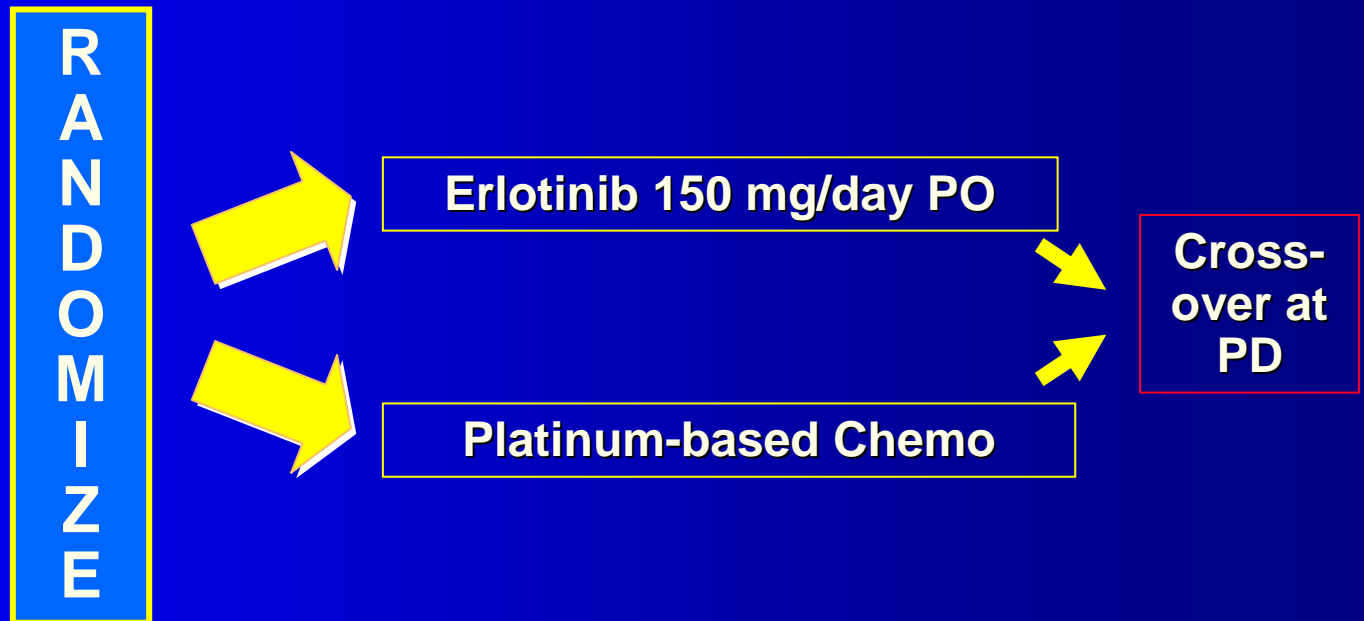 R
A
N
D
O
M
I
Z
E
Erlotinib 150 mg/day PO
Platinum-based Chemo
Cross-
over at
PD